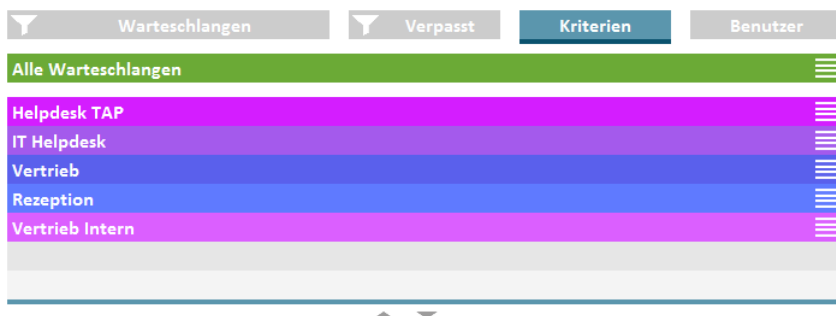 Warteschlangen Verpasst Kriterien Benutzer
Alle Warteschlangen
Helpdesk TAP
IT Helpdesk
Vertrieb
Rezeption
Vertrieb Intern